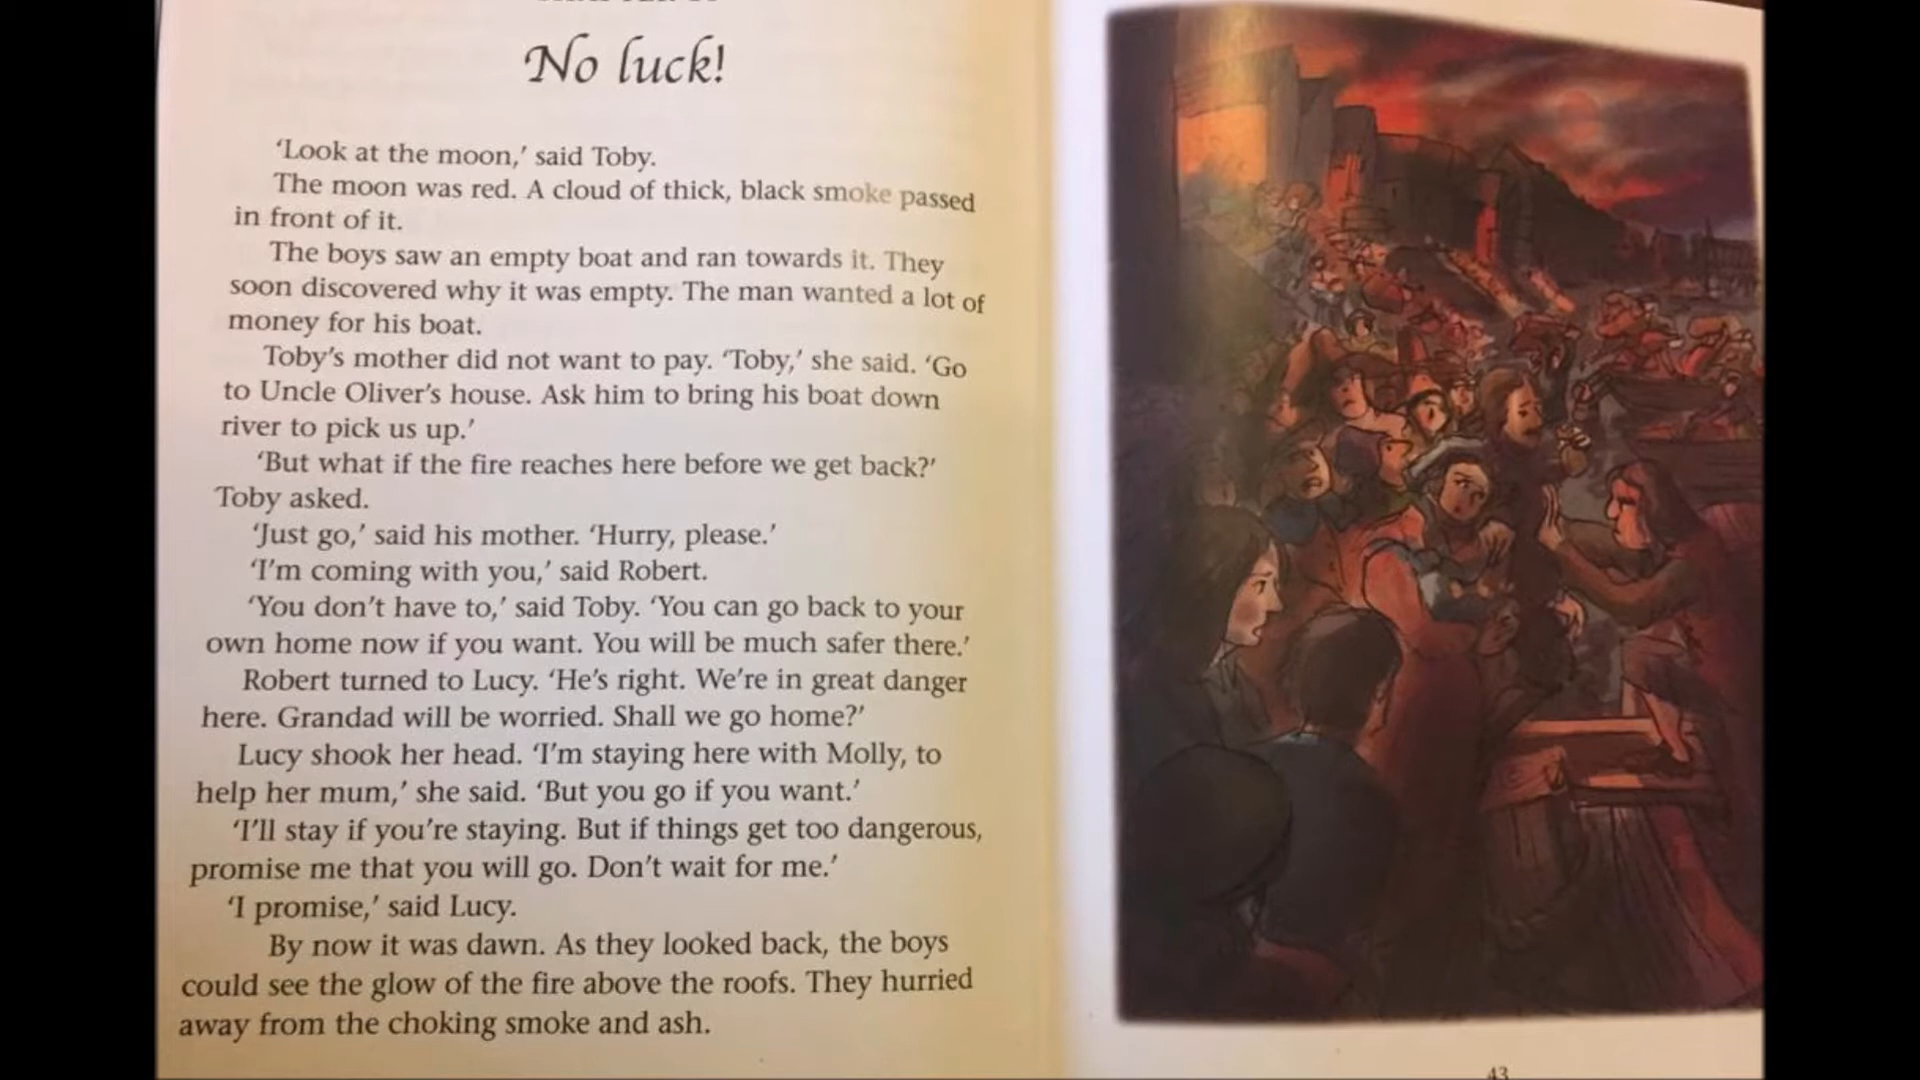 No luck!
‘Look at the moon,’ said Toby.
The moon was red. A cloud of thick, black smoke passed
in front of it.
The boys saw an empty boat and ran towards it. They
soon discovered why it was empty. The man wanted a lot of
money for his boat.
Toby’s mother did not want to pay. ‘Toby,’ she said. ‘Go
to Uncle Oliver’s house. Ask him to bring his boat down
river to pick us up.’
‘But what if the fire reaches here before we get back?’
Toby asked.
‘Just go,’ said his mother. ‘Hurry, please.’
‘I’m coming with you,’ said Robert.
‘You don’t have to,’ said Toby. ‘You can go back to your
own home now if you want. You will be much safer there.’
Robert turned to Lucy. ‘He’s right. We’re in great danger
here. Grandad will be worried. Shall we go home?’
Lucy shook her head. ‘I’m staying here with Molly, to
help her mum,’ she said. ‘But you go if you want.’
‘I’ll stay if you’re staying. But if things get too dangerous,
promise me that you will go. Don’t wait for me.’
‘I promise,’ said Lucy.
By now it was dawn. As they looked back, the boys
could see the glow of the fire above the roofs. They hurried
away from the choking smoke and ash.
43